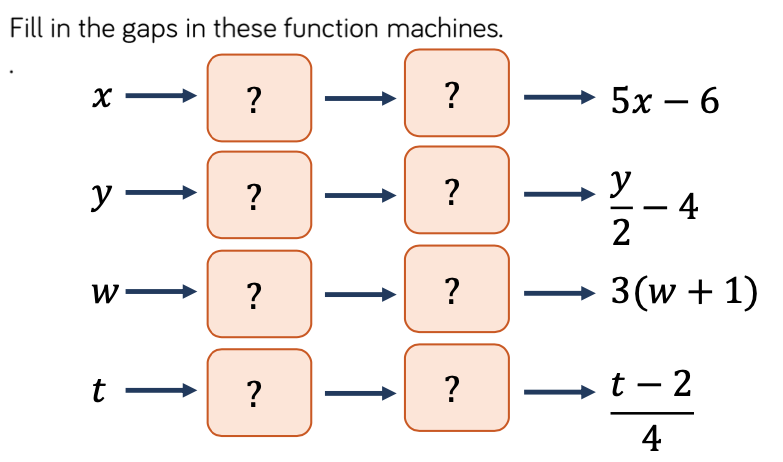 Fill in the gaps in these function machines.
.
x ? ? 5x − 6
y ? ? y/2 − 4
w ? ? 3(w + 1)
t ? ? (t − 2)/4